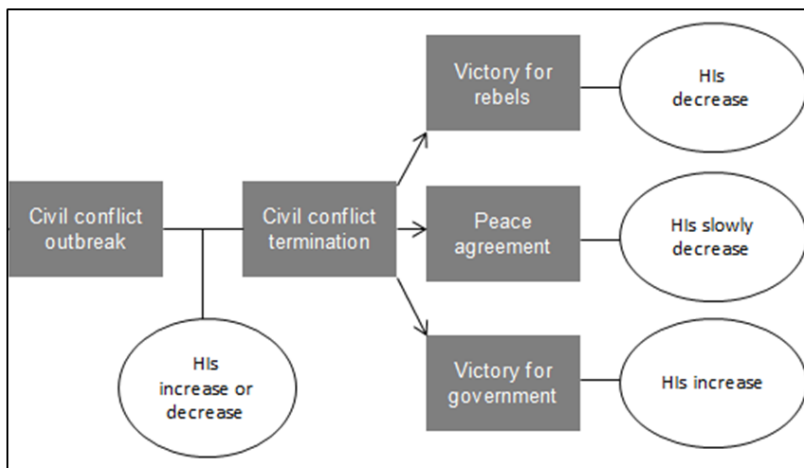 Victory for
rebels
HIs
decrease
Civil conflict
outbreak
Civil conflict
termination
Peace
agreement
HIs slowly
decrease
HIs
increase or
decrease
Victory for
government
HIs increase